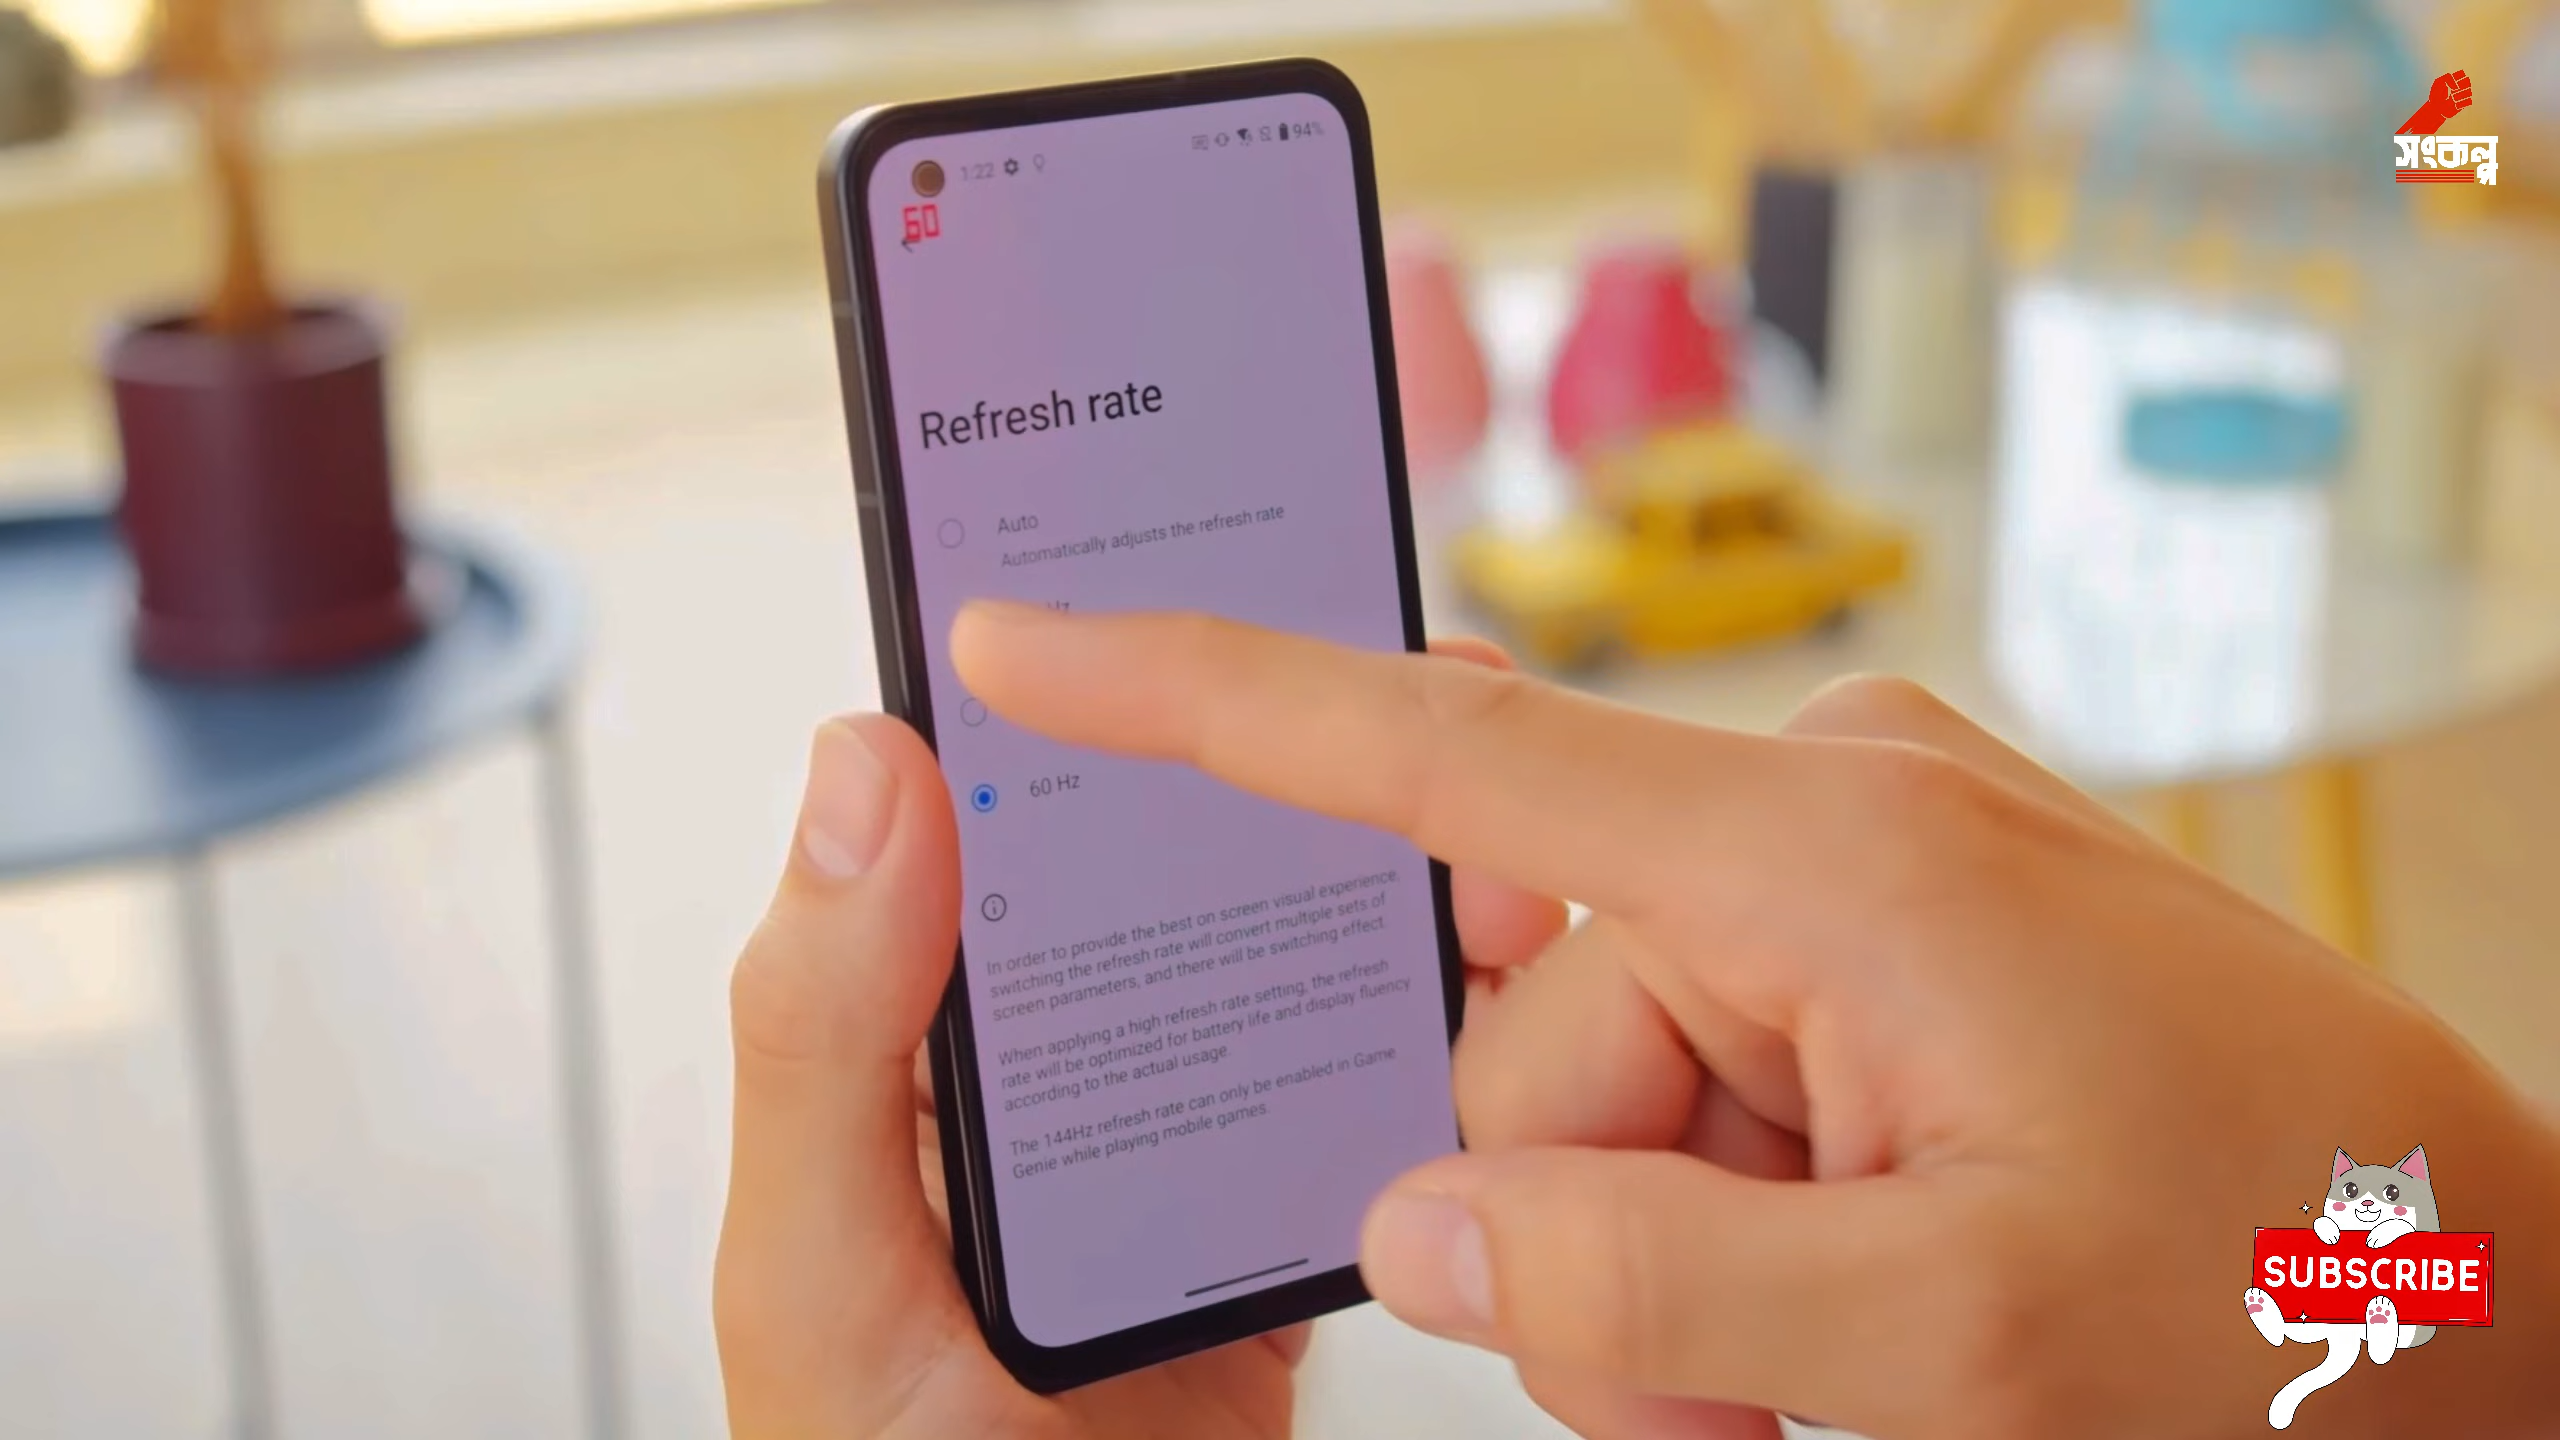 1:22
94%
60
সংকল্প
Refresh rate
Auto
Automatically adjusts the refresh rate
Hz
60 Hz
In order to provide the best on screen visual experience.
switching the refresh rate will convert multiple sets of
screen parameters, and there will be switching effect.
When applying a high refresh rate setting, the refresh
rate will be optimized for battery life and display fluency
according to the actual usage.
The 144Hz refresh rate can only be enabled in Game
Genie while playing mobile games.
SUBSCRIBE